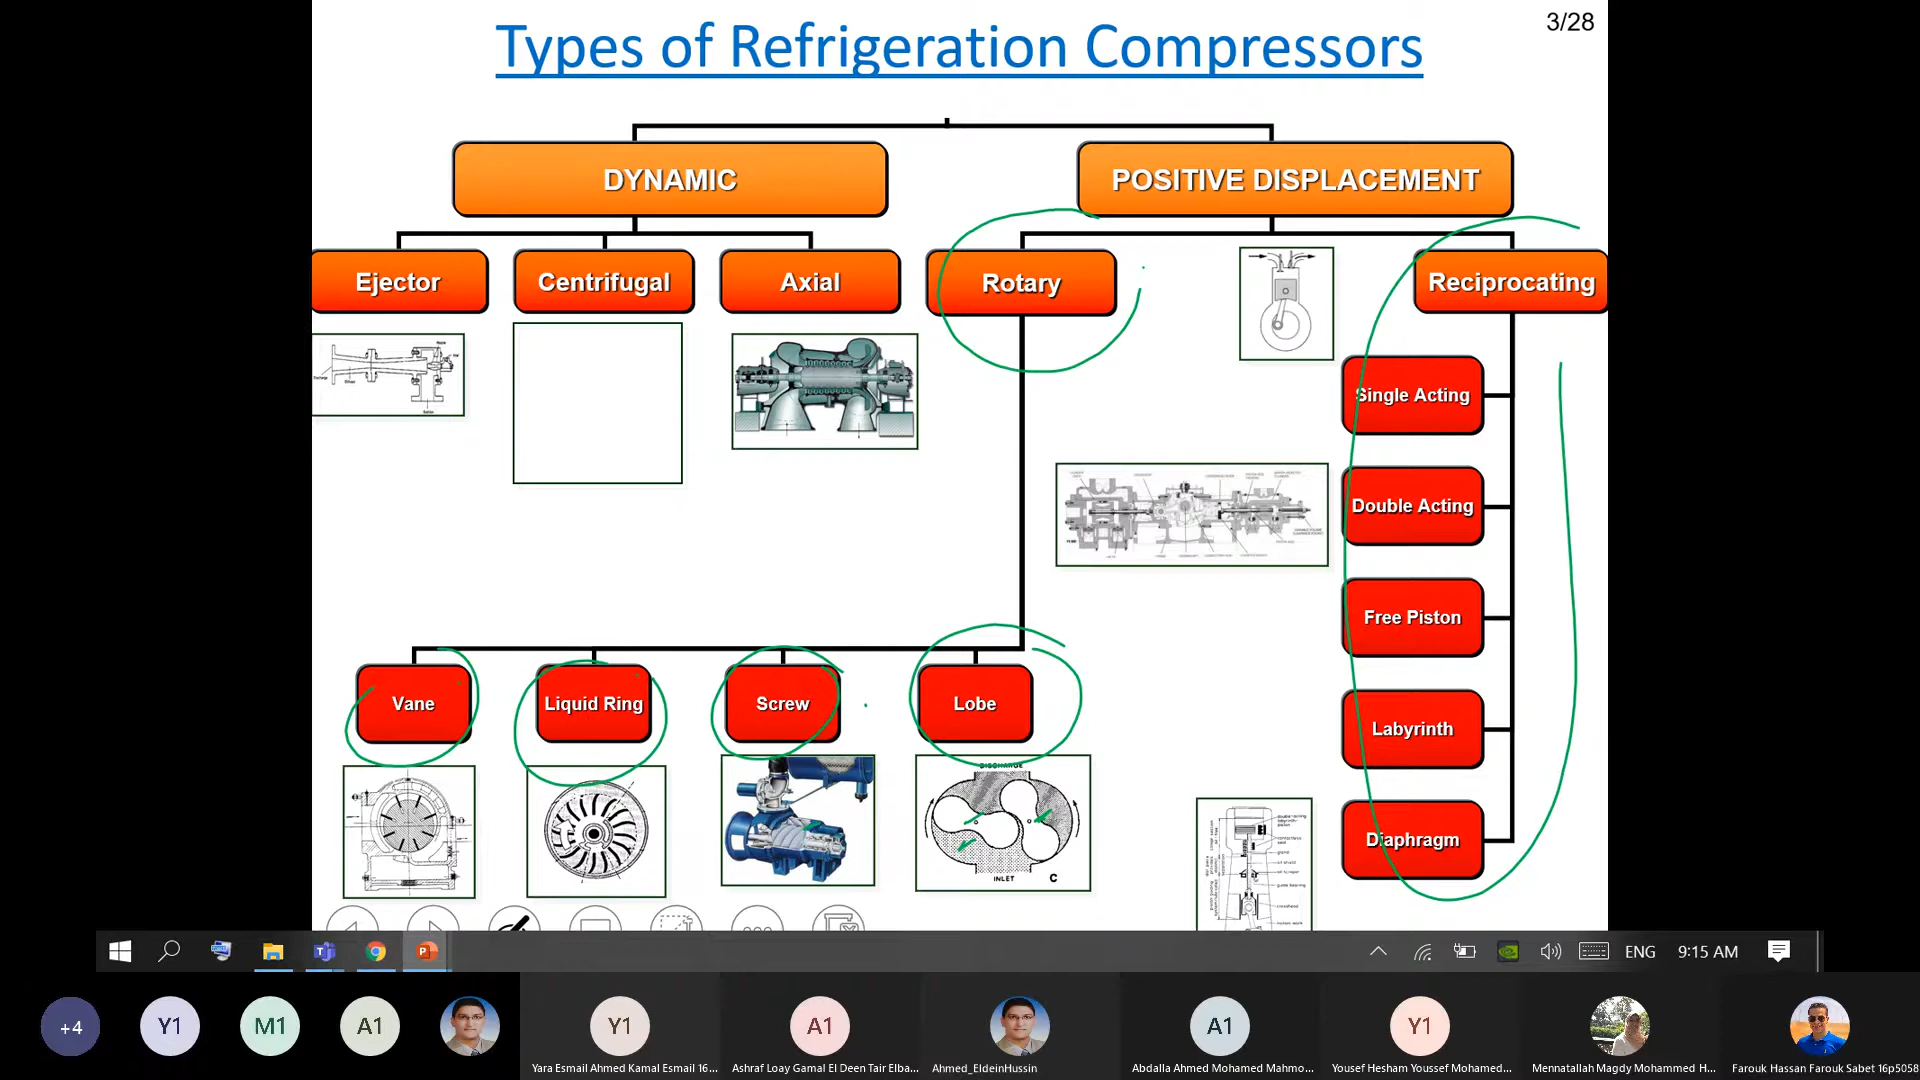 3/28
Types of Refrigeration Compressors
DYNAMIC
POSITIVE DISPLACEMENT
Ejector
Centrifugal
Axial
Rotary
Reciprocating
Single Acting
Double Acting
Free Piston
Labyrinth
Diaphragm
Vane
Liquid Ring
Screw
Lobe
DISCHARGE
INLET
C
ENG
9:15 AM
+4
Y1
M1
A1
Y1
A1
A1
Y1
Yara Esmail Ahmed Kamal Esmail 16...
Ashraf Loay Gamal El Deen Tair Elba...
Ahmed_EldeinHussin
Abdalla Ahmed Mohamed Mahmo...
Yousef Hesham Youssef Mohamed...
Mennatallah Magdy Mohammed H...
Farouk Hassan Farouk Sabet 16p5058